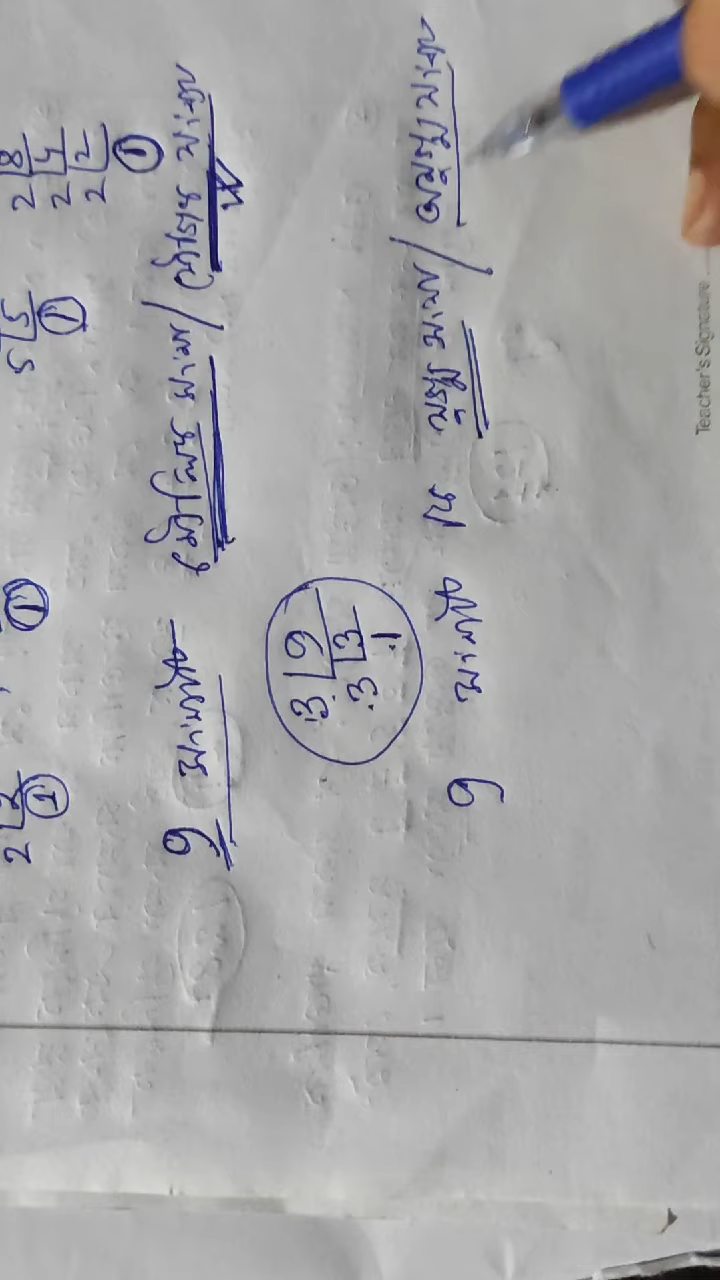 2 8
2 2 5 5 2 4
1 1 1 2 2
1
9 সংখ্যাটি মৌলিক সংখ্যা / যৌগিক সংখ্যা
3 9
3 3
1
9 সংখ্যাটি যুগ্ম সংখ্যা / অযুগ্ম সংখ্যা
Teacher's Signature